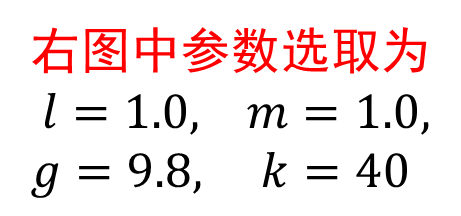 右图中参数选取为
l = 1.0, m = 1.0,
g = 9.8, k = 40